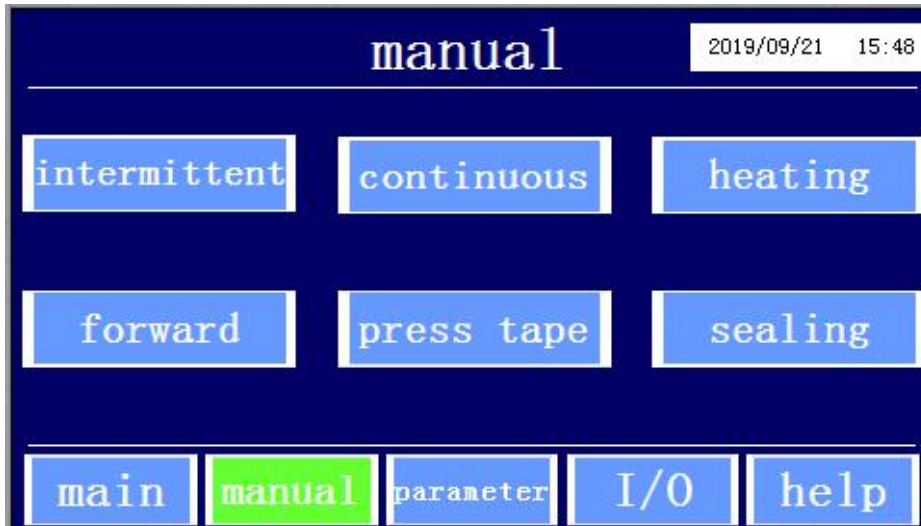 manual 2019/09/21 15:48
intermittent continuous heating
forward press tape sealing
main manual parameter I/O help